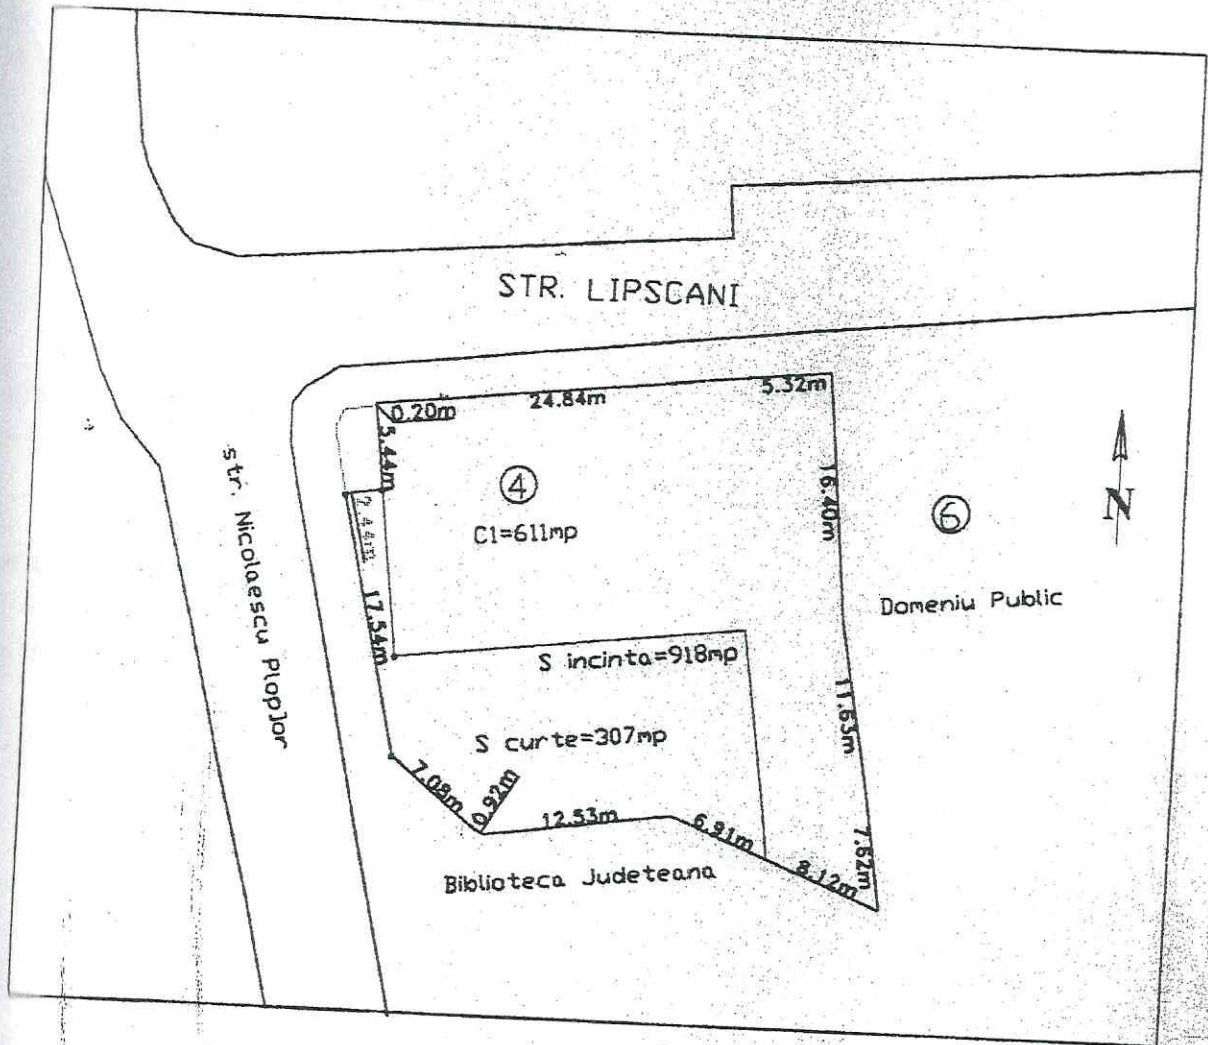 STR. LIPSCANI
0.20m
24.84m
5.32m
5.44m
16.40m
4
6
N
C1=611mp
2.44m
17.54m
str. Nicolaescu Plopsor
Domeniu Public
S incinta=918mp
11.63m
S curte=307mp
7.08m
0.92m
12.53m
6.91m
8.12m
7.62m
Biblioteca Judeteana